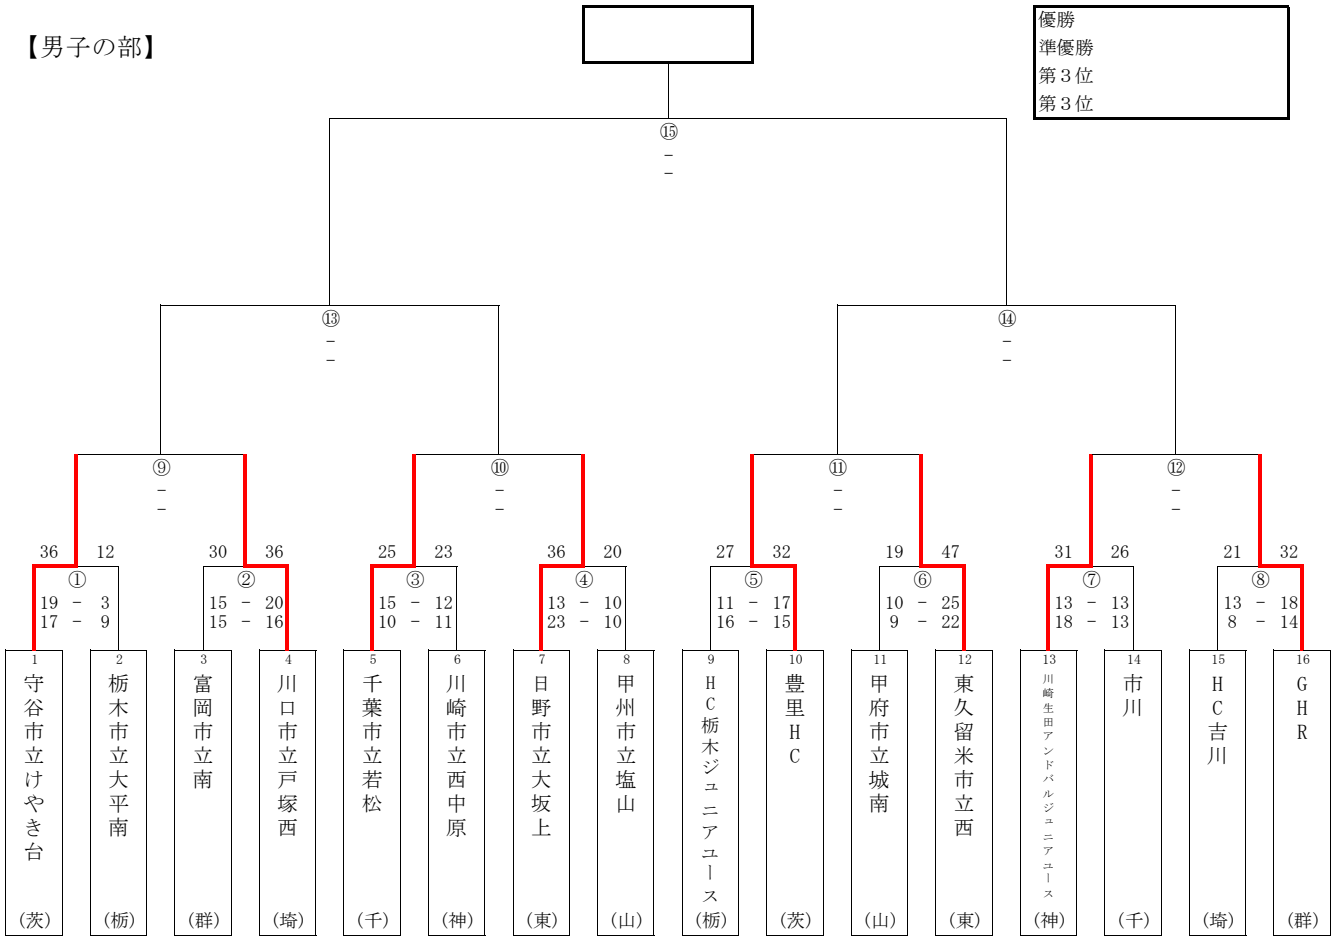 【男子の部】
優勝
準優勝
第３位
第３位
⑮
－
－
⑬ ⑭
－ －
－ －
⑨ ⑩ ⑪ ⑫
－ － － －
－ － － －
36 12 30 36 25 23 36 20 27 32 19 47 31 26 21 32
① ② ③ ④ ⑤ ⑥ ⑦ ⑧
19 － 3 15 － 20 15 － 12 13 － 10 11 － 17 10 － 25 13 － 13 13 － 18
17 － 9 15 － 16 10 － 11 23 － 10 16 － 15 9 － 22 18 － 13 8 － 14
1 2 3 4 5 6 7 8 9 10 11 12 13 14 15 16
守谷市立けやき台
栃木市立大平南
富岡市立南
川口市立戸塚西
千葉市立若松
川崎市立西中原
日野市立大坂上
甲州市立塩山
HC栃木ジュニアユース
豊里HC
甲府市立城南
東久留米市立西
川崎生田アンドバルジュニアユース
市川
HC吉川
GHR
（茨） （栃） （群） （埼） （千） （神） （東） （山） （栃） （茨） （山） （東） （神） （千） （埼） （群）